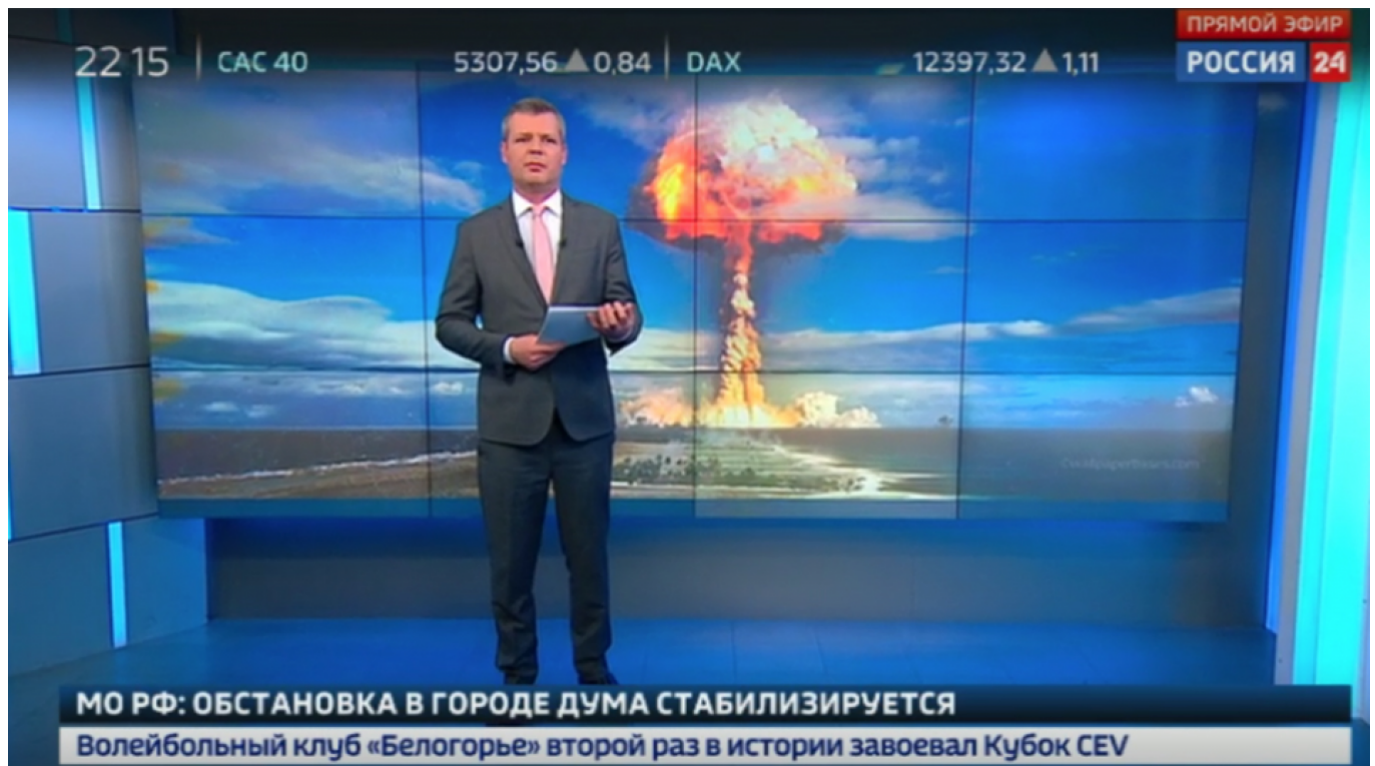 ПРЯМОЙ ЭФИР
22 15 CAC 40 5307,56 ▲ 0,84 DAX 12397,32 ▲ 1,11 РОССИЯ 24
МО РФ: ОБСТАНОВКА В ГОРОДЕ ДУМА СТАБИЛИЗИРУЕТСЯ
Волейбольный клуб «Белогорье» второй раз в истории завоевал Кубок CEV